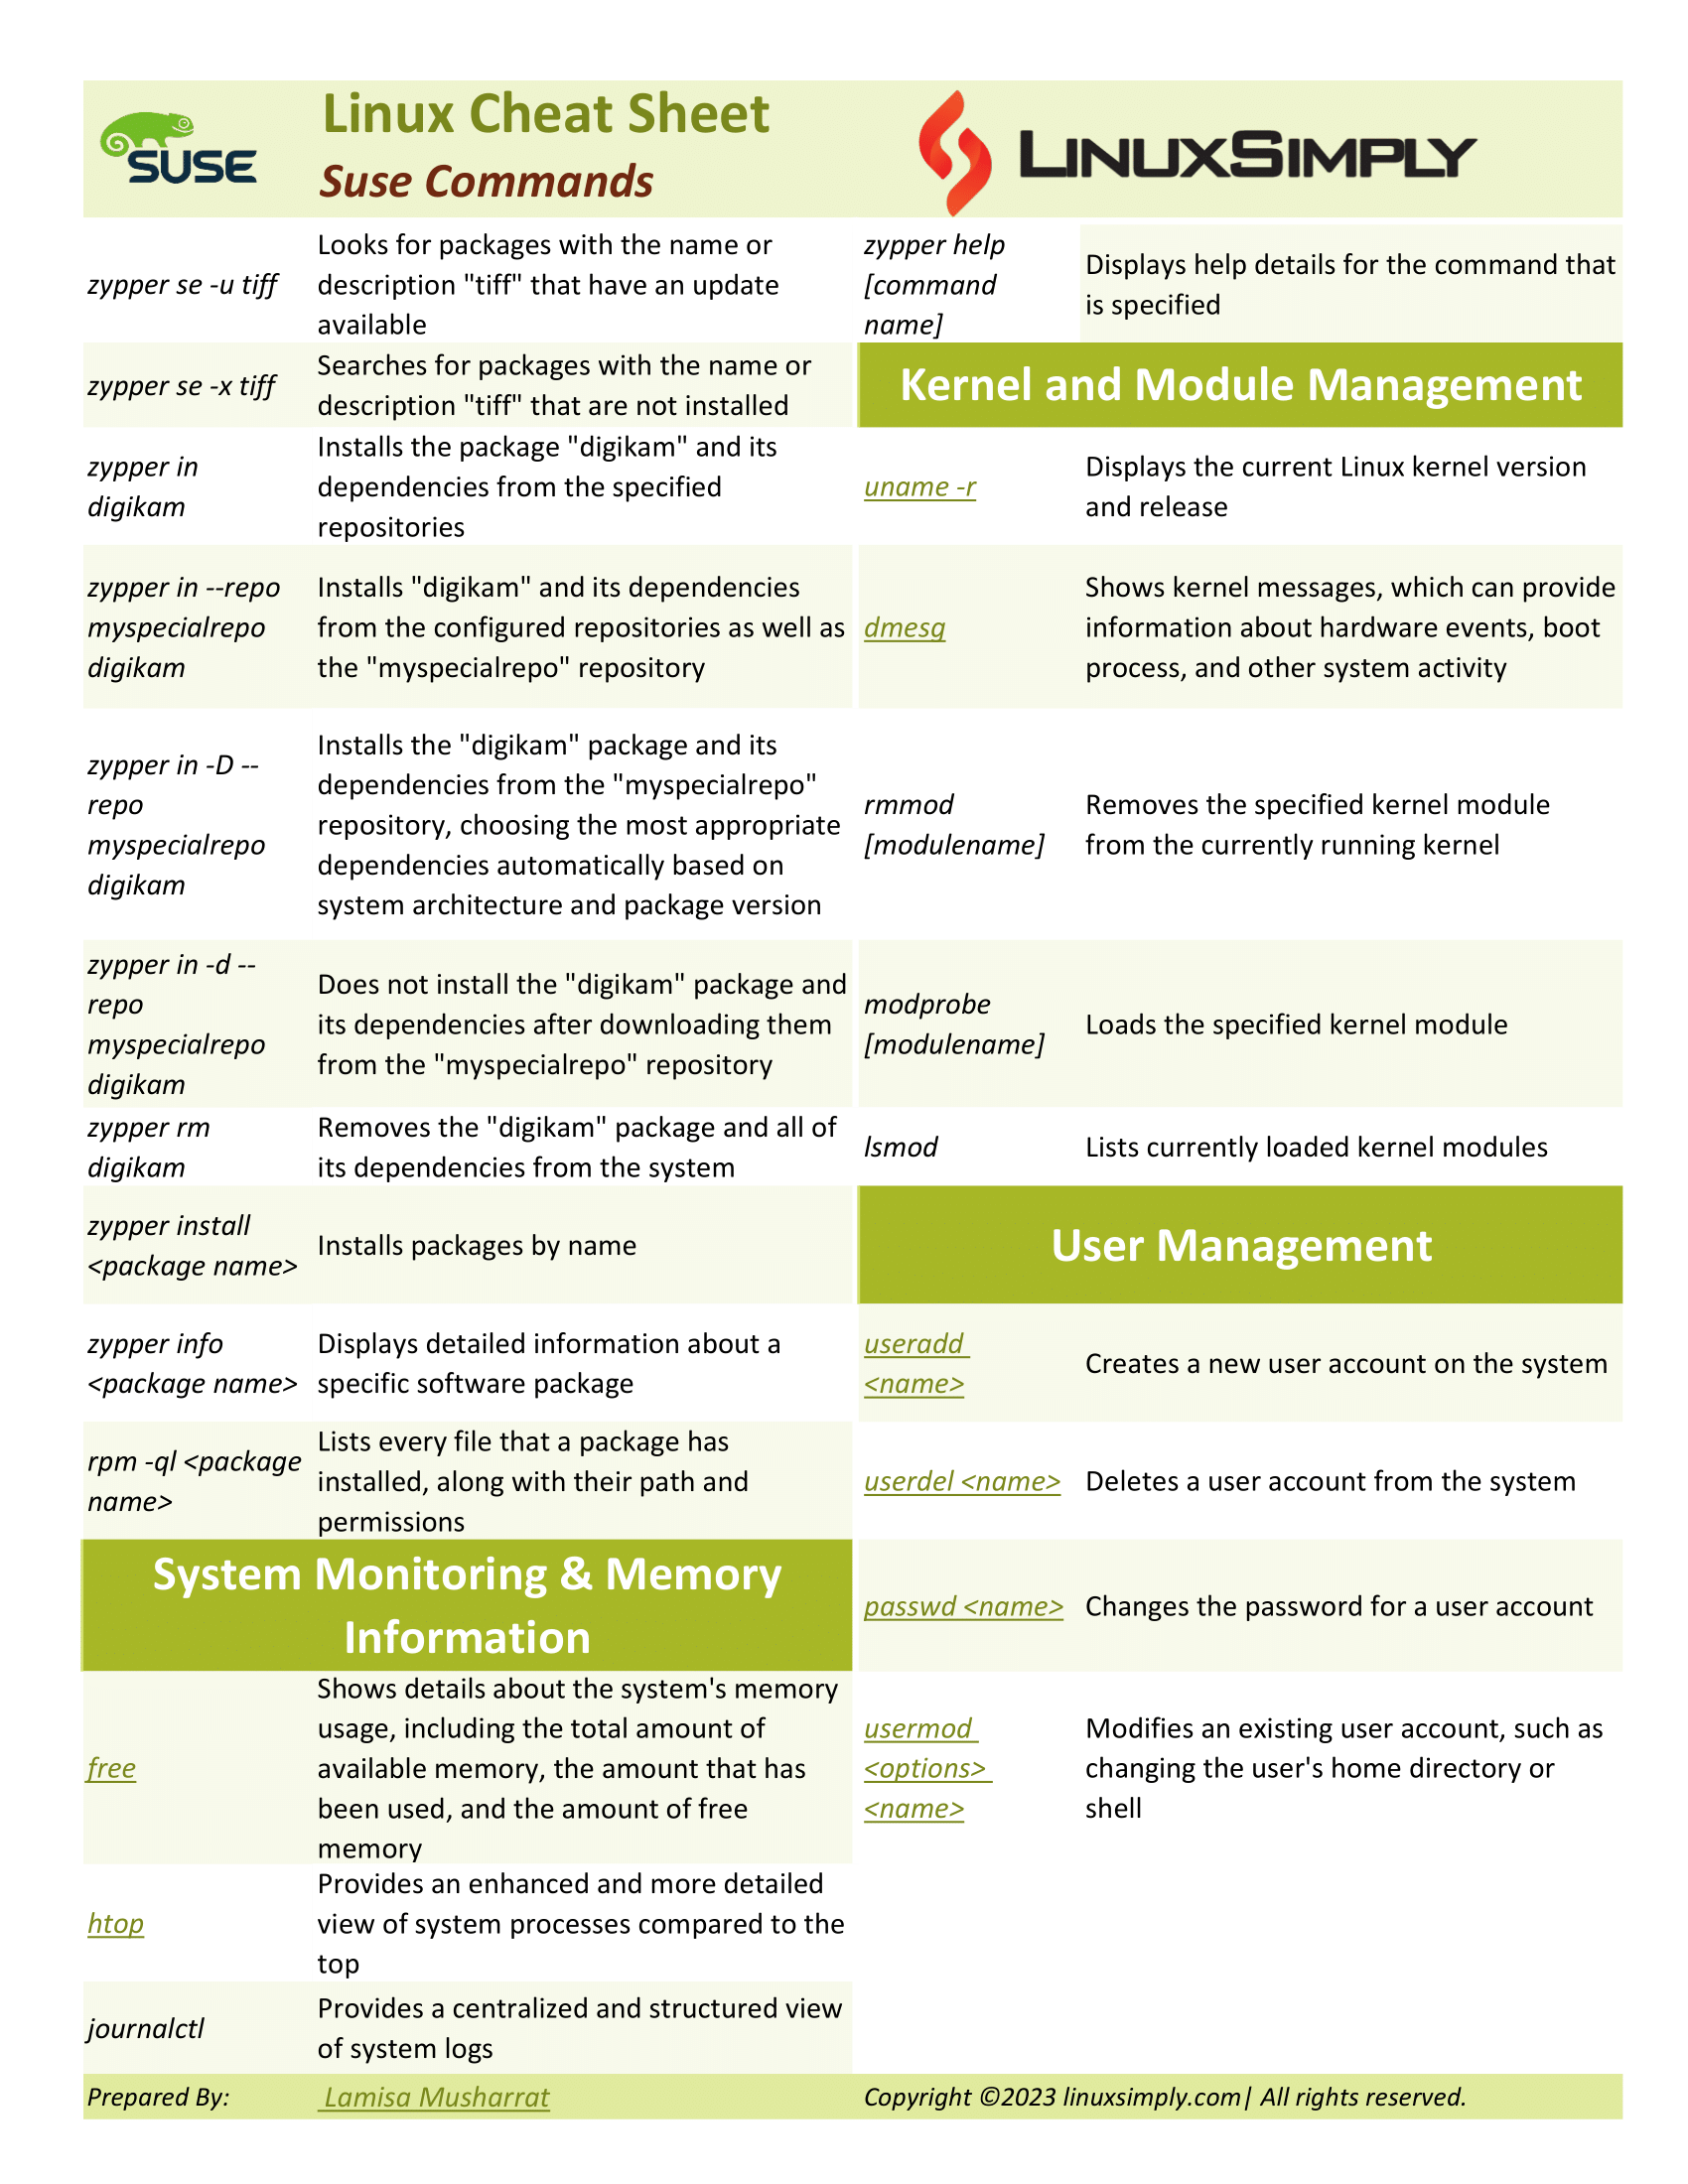 SUSE
Linux Cheat Sheet
Suse Commands
LINUXSIMPLY
zypper se -u tiff
Looks for packages with the name or
description "tiff" that have an update
available
zypper se -x tiff
Searches for packages with the name or
description "tiff" that are not installed
zypper in
digikam
Installs the package "digikam" and its
dependencies from the specified
repositories
zypper in --repo
myspecialrepo
digikam
Installs "digikam" and its dependencies
from the configured repositories as well as
the "myspecialrepo" repository
zypper in -D --
repo
myspecialrepo
digikam
Installs the "digikam" package and its
dependencies from the "myspecialrepo"
repository, choosing the most appropriate
dependencies automatically based on
system architecture and package version
zypper in -d --
repo
myspecialrepo
digikam
Does not install the "digikam" package and
its dependencies after downloading them
from the "myspecialrepo" repository
zypper rm
digikam
Removes the "digikam" package and all of
its dependencies from the system
zypper install
<package name>
Installs packages by name
zypper info
<package name>
Displays detailed information about a
specific software package
rpm -ql <package
name>
Lists every file that a package has
installed, along with their path and
permissions
System Monitoring & Memory
Information
free
Shows details about the system's memory
usage, including the total amount of
available memory, the amount that has
been used, and the amount of free
memory
htop
Provides an enhanced and more detailed
view of system processes compared to the
top
journalctl
Provides a centralized and structured view
of system logs
zypper help
[command
name]
Displays help details for the command that
is specified
Kernel and Module Management
uname -r
Displays the current Linux kernel version
and release
dmesg
Shows kernel messages, which can provide
information about hardware events, boot
process, and other system activity
rmmod
[modulename]
Removes the specified kernel module
from the currently running kernel
modprobe
[modulename]
Loads the specified kernel module
lsmod
Lists currently loaded kernel modules
User Management
useradd
<name>
Creates a new user account on the system
userdel <name>
Deletes a user account from the system
passwd <name>
Changes the password for a user account
usermod
<options>
<name>
Modifies an existing user account, such as
changing the user's home directory or
shell
Prepared By:
Lamisa Musharrat
Copyright ©2023 linuxsimply.com| All rights reserved.